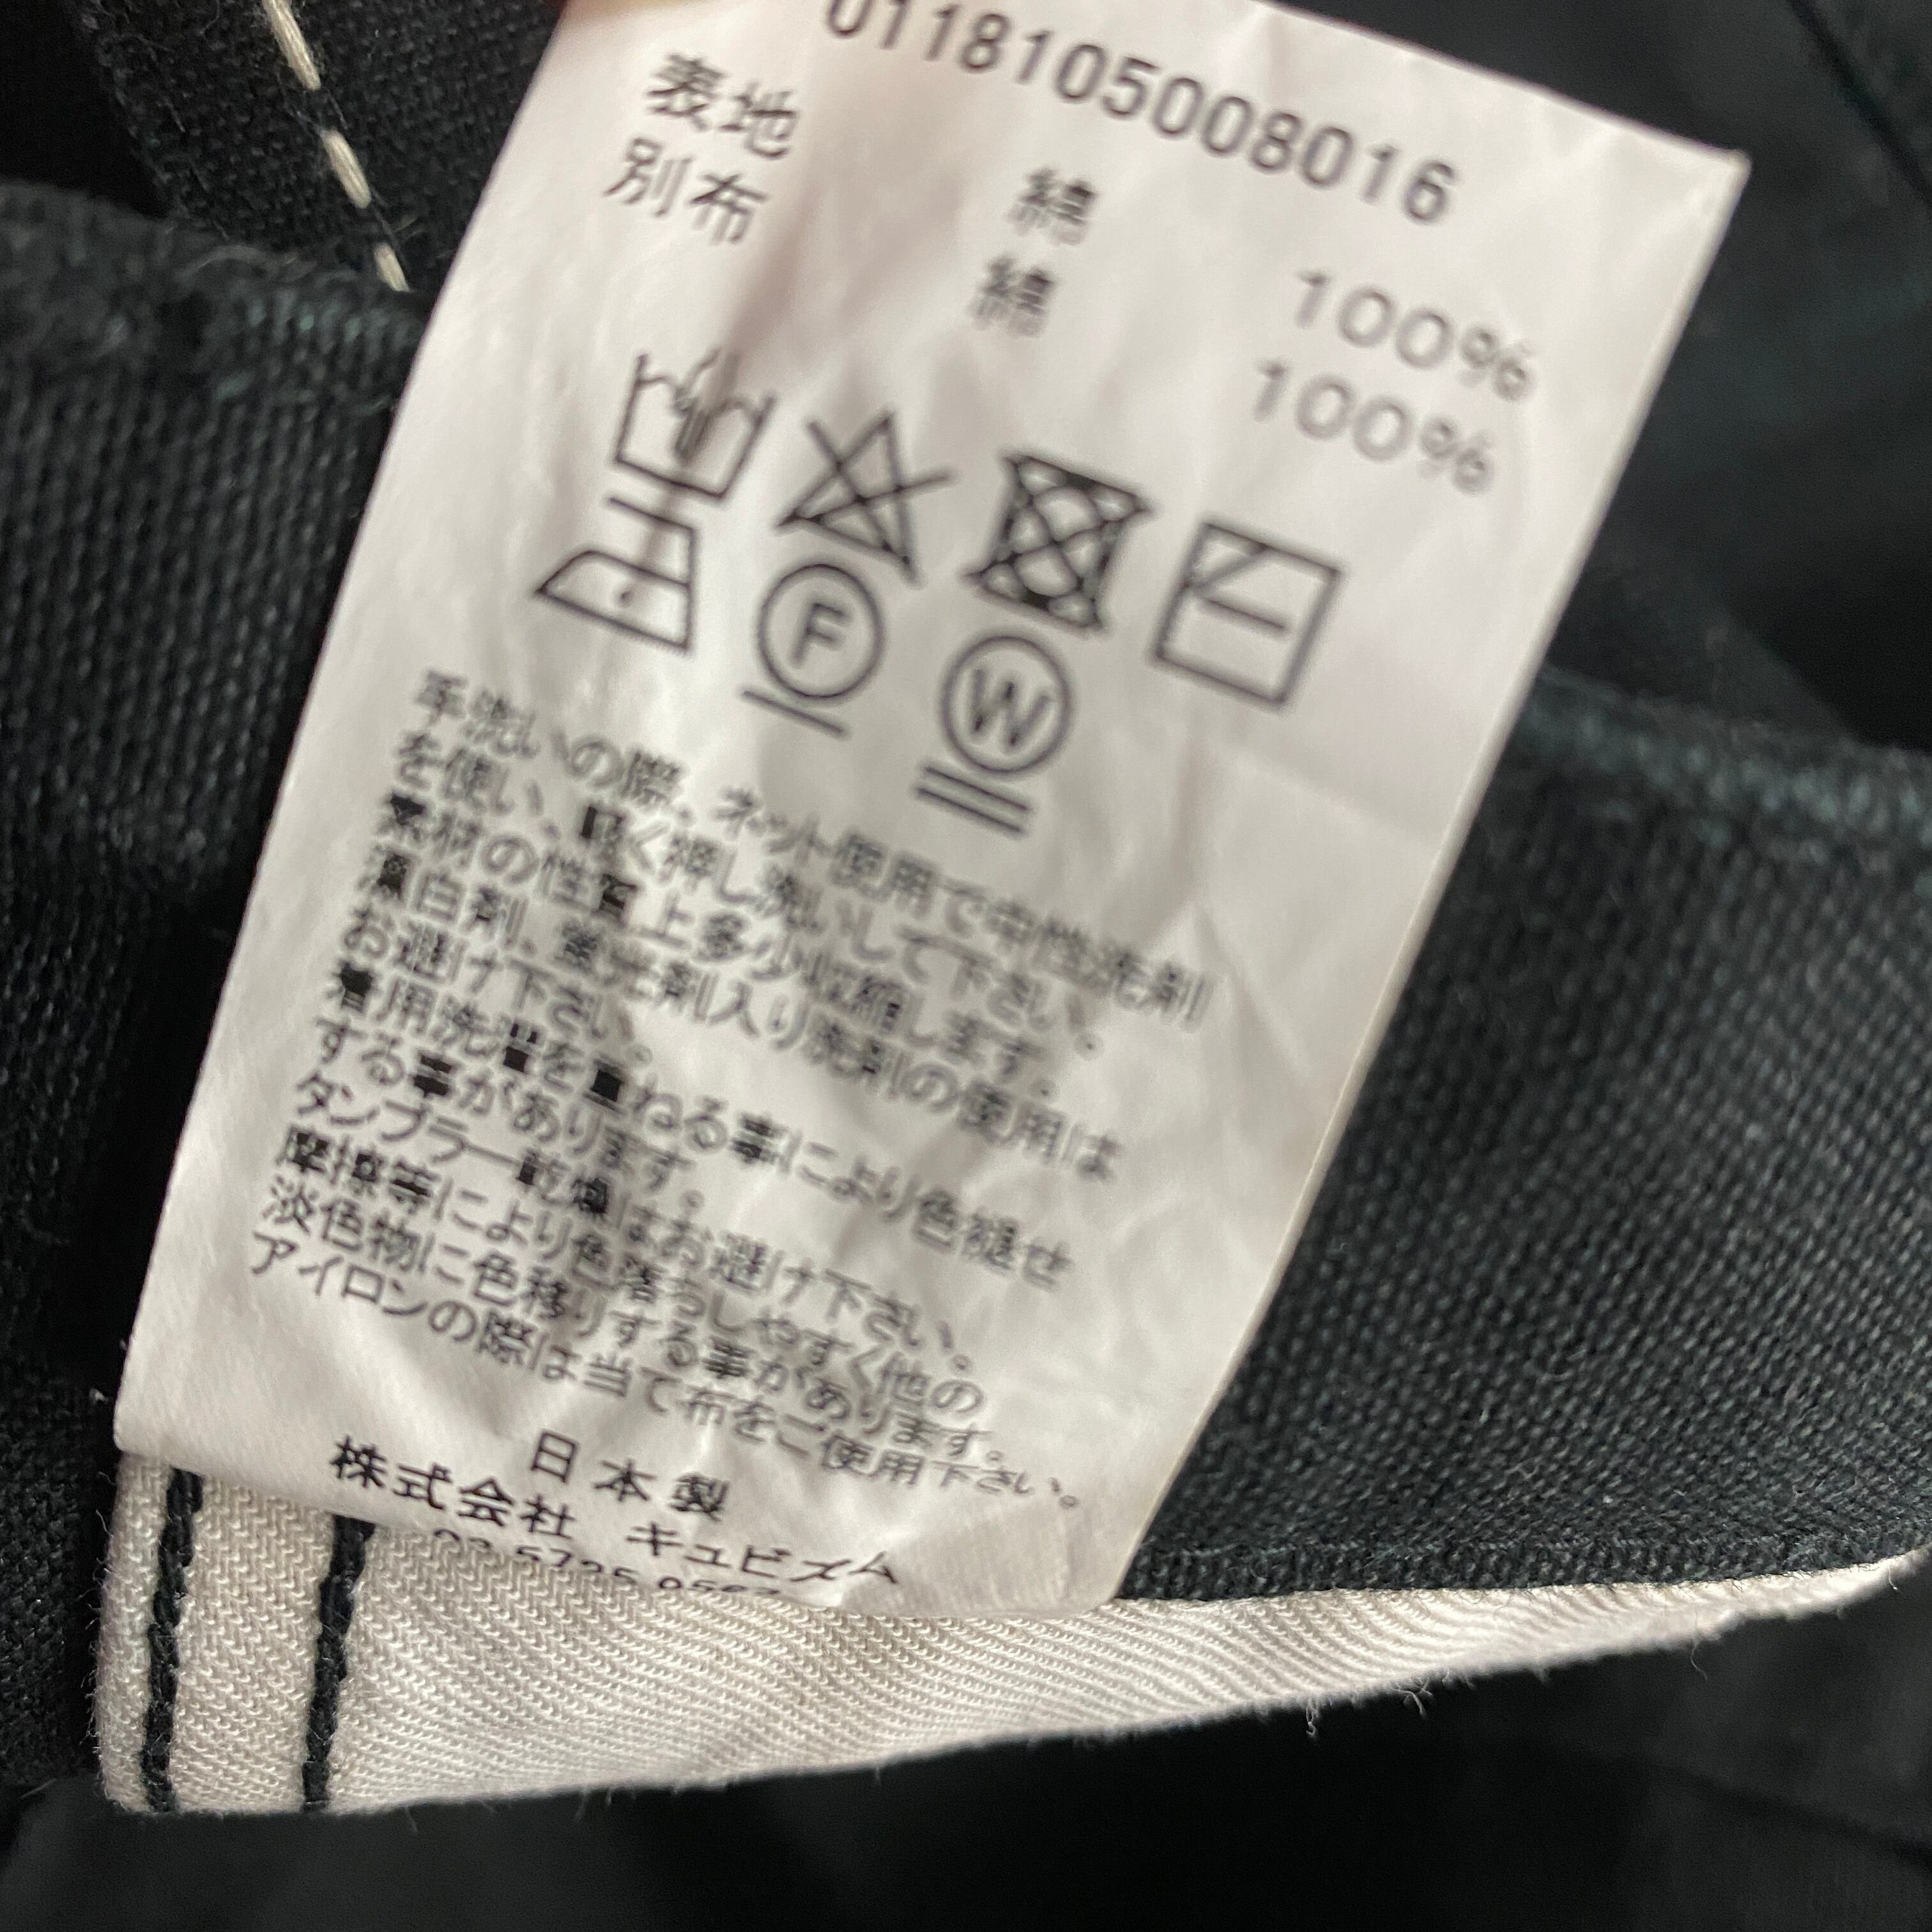 0118105008016
表地 綿 100%
別布 綿 100%
F W
手洗いの際、ネット使用で中性洗剤
を使い、軽く押し洗いして下さい。
素材の性質上多少収縮します。
漂白剤、蛍光剤入り洗剤の使用は
お避け下さい。
着用洗濯を重ねる事により色褪せ
する事があります。
タンブラー乾燥はお避け下さい。
摩擦等により色落ちしやすく他の
淡色物に色移りする事があります。
アイロンの際は当て布をご使用下さい。
日本製
株式会社 キュビズム